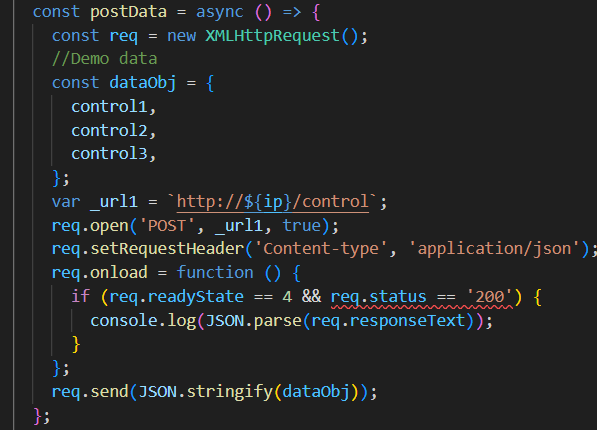 const postData = async () => {
const req = new XMLHttpRequest();
//Demo data
const dataObj = {
control1,
control2,
control3,
};
var _url1 = `http://${ip}/control`;
req.open('POST', _url1, true);
req.setRequestHeader('Content-type', 'application/json');
req.onload = function () {
if (req.readyState == 4 && req.status == '200') {
console.log(JSON.parse(req.responseText));
}
};
req.send(JSON.stringify(dataObj));
};